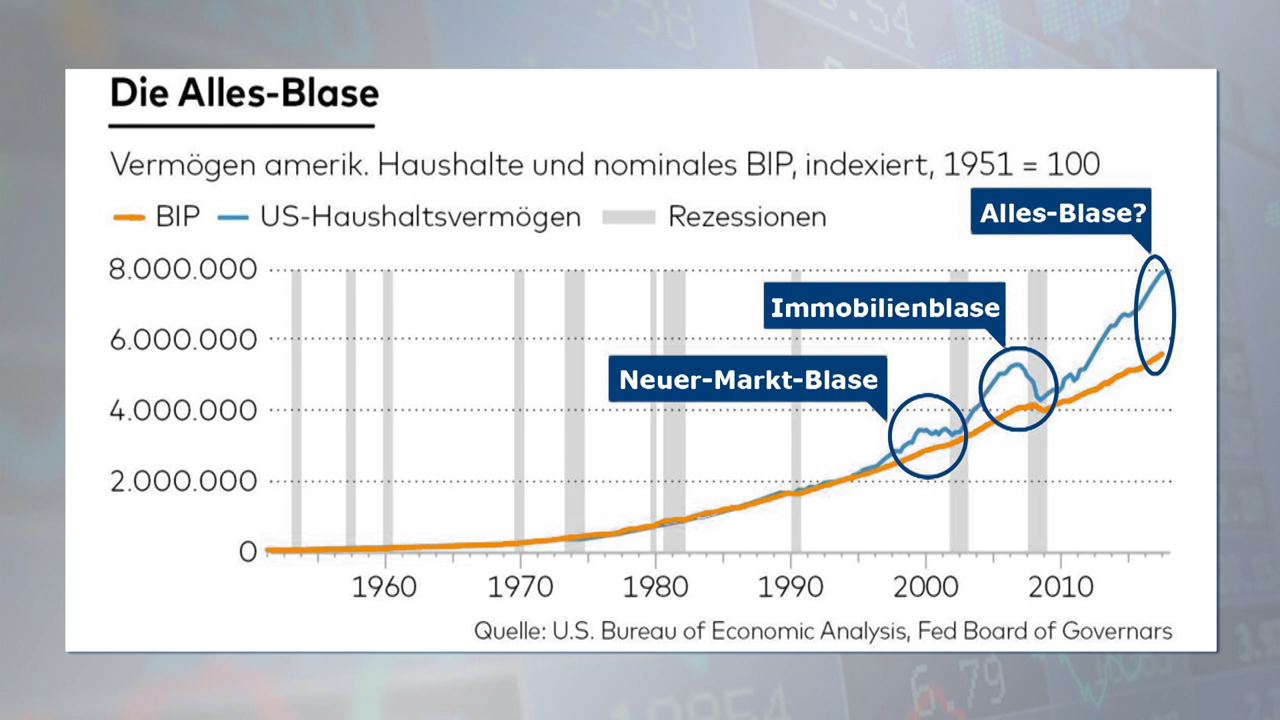 Die Alles-Blase
Vermögen amerik. Haushalte und nominales BIP, indexiert, 1951 = 100
BIP US-Haushaltsvermögen Rezessionen
Alles-Blase?
8.000.000
Immobilienblase
6.000.000
Neuer-Markt-Blase
4.000.000
2.000.000
0
1960 1970 1980 1990 2000 2010
Quelle: U.S. Bureau of Economic Analysis, Fed Board of Governars
6.79